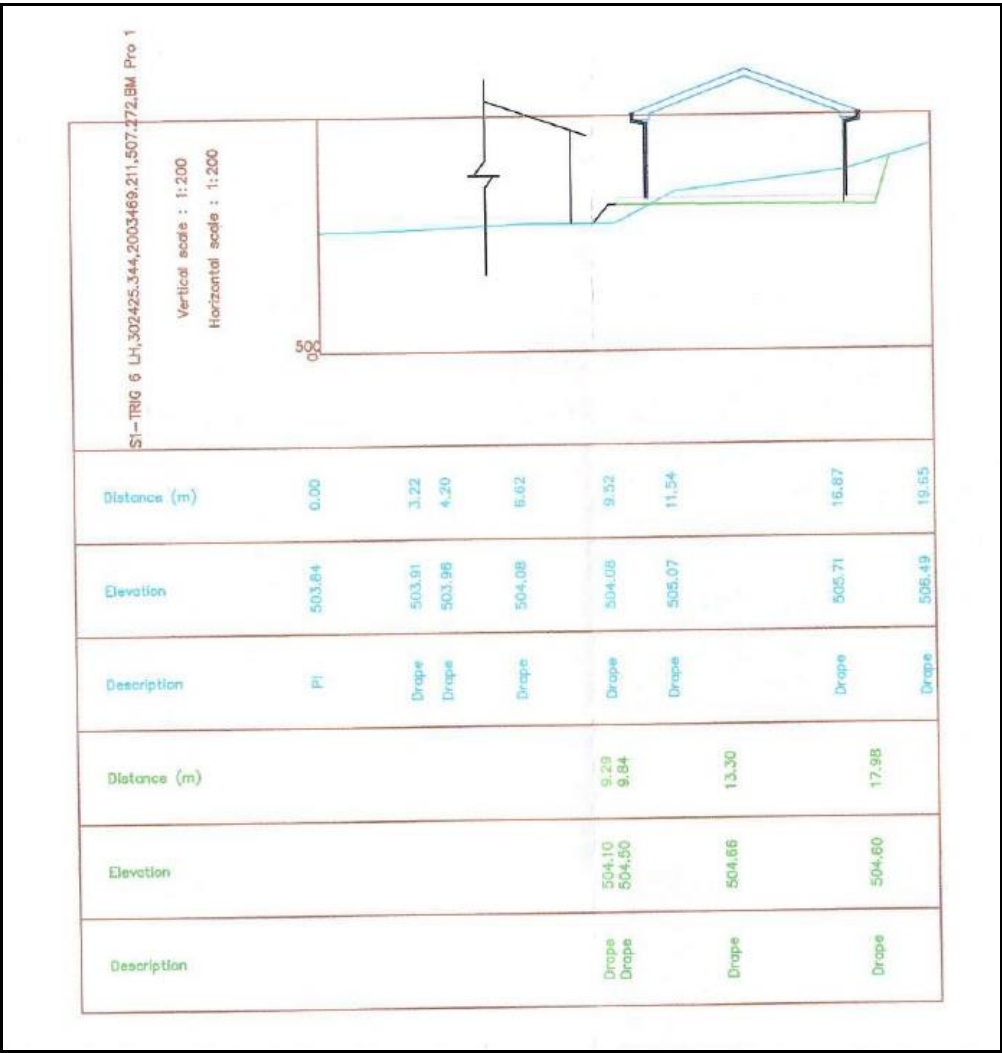 S1-TRIG 6 LH,302425.344,2003469.211,507.272,BM Pro 1
Vertical scale : 1:200
Horizontal scale : 1:200
500
0
Distance (m) 0.00 3.22 4.20 6.62 9.52 11.54 16.87 19.65
Elevation 503.84 503.91 503.96 504.08 504.08 505.07 505.71 506.49
Description PI Drape Drape Drape Drape Drape Drape Drape
Distance (m) 9.29 9.84 13.30 17.98
Elevation 504.10 504.50 504.66 504.60
Description Drape Drape Drape Drape